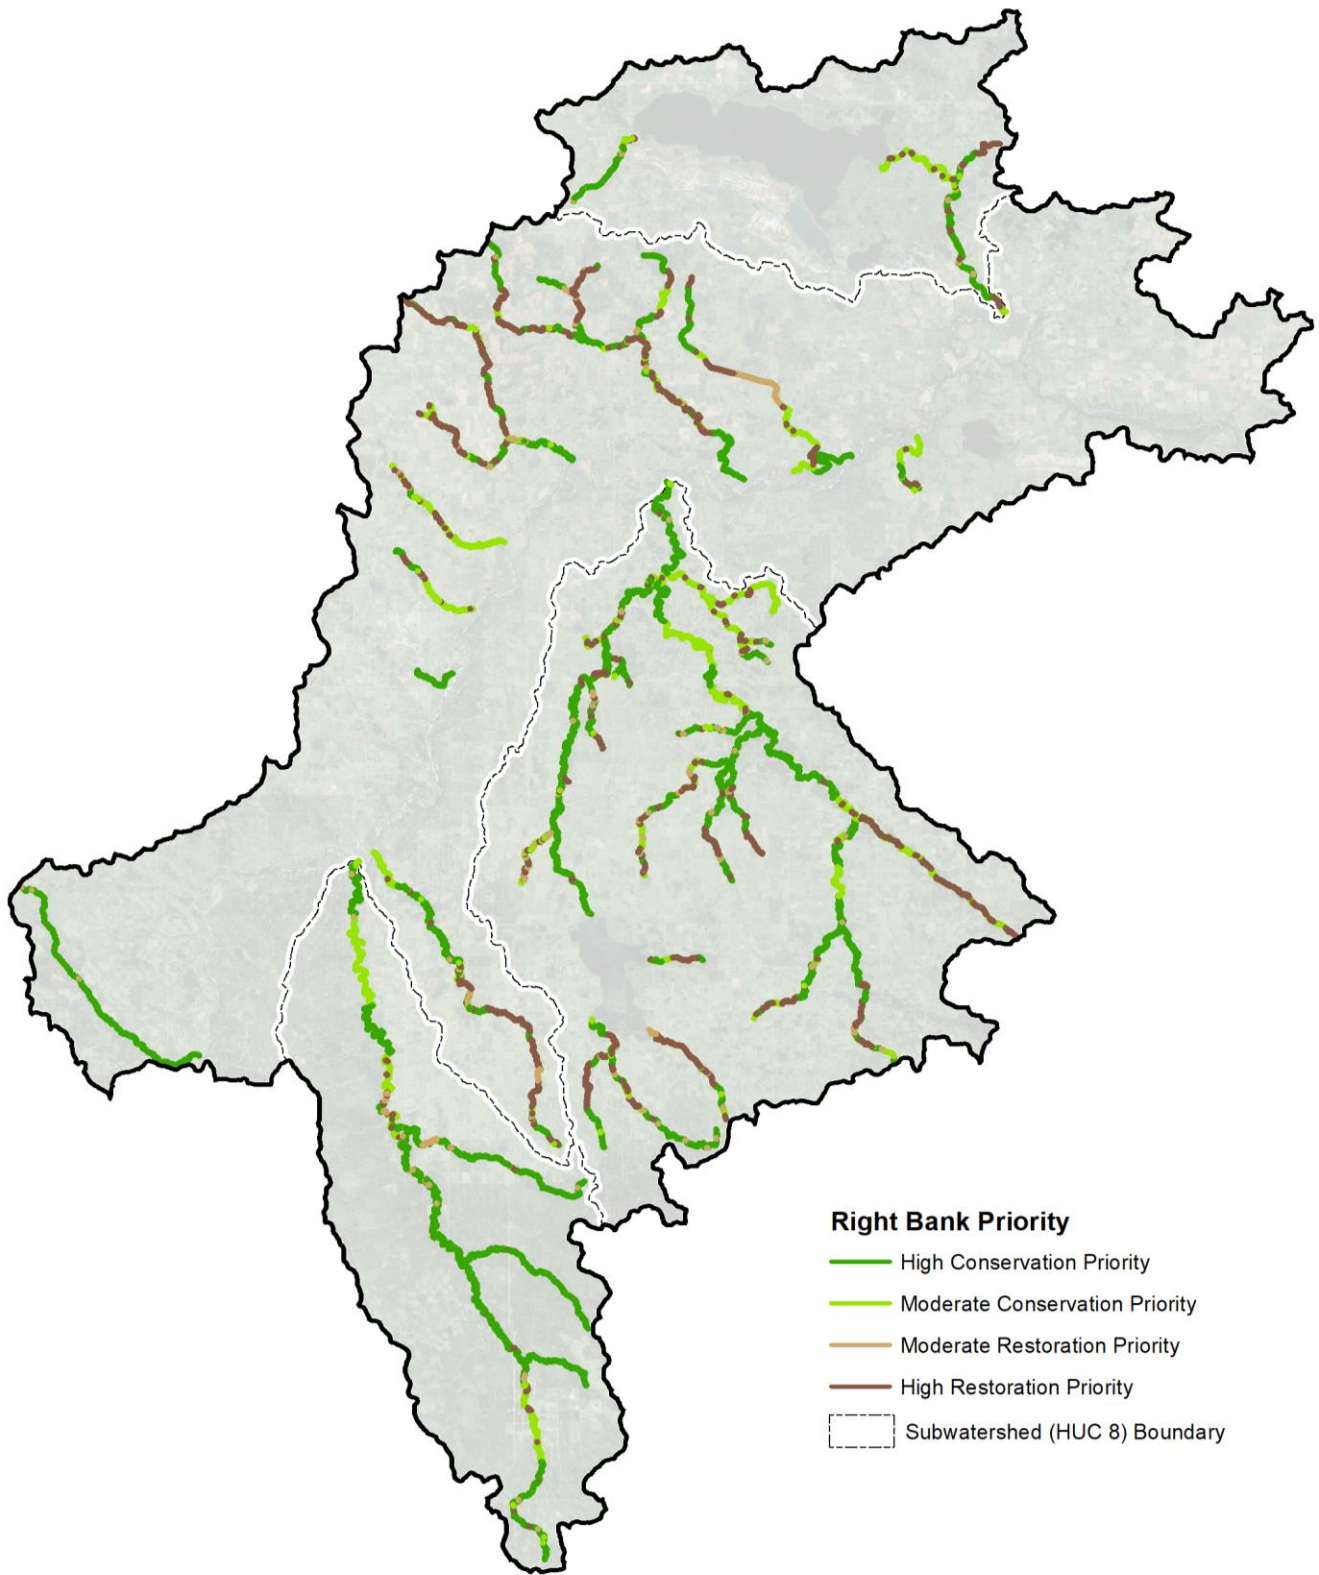 Right Bank Priority
High Conservation Priority
Moderate Conservation Priority
Moderate Restoration Priority
High Restoration Priority
Subwatershed (HUC 8) Boundary